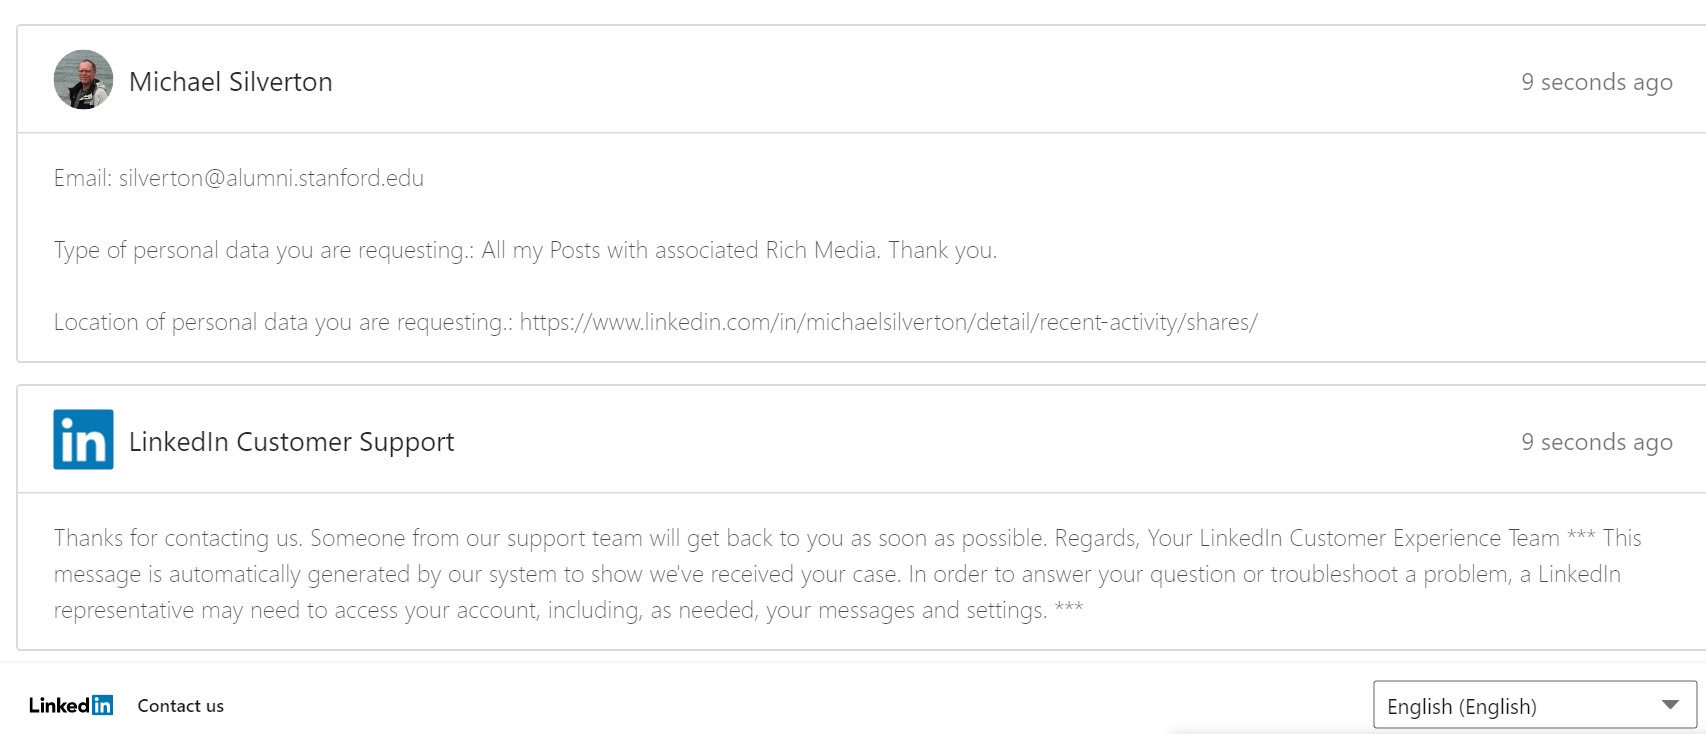 Michael Silverton
9 seconds ago
Email: silverton@alumni.stanford.edu
Type of personal data you are requesting.: All my Posts with associated Rich Media. Thank you.
Location of personal data you are requesting.: https://www.linkedin.com/in/michaelsilverton/detail/recent-activity/shares/
in
LinkedIn Customer Support
9 seconds ago
Thanks for contacting us. Someone from our support team will get back to you as soon as possible. Regards, Your LinkedIn Customer Experience Team *** This
message is automatically generated by our system to show we've received your case. In order to answer your question or troubleshoot a problem, a LinkedIn
representative may need to access your account, including, as needed, your messages and settings. ***
Linkedin
Contact us
English (English)